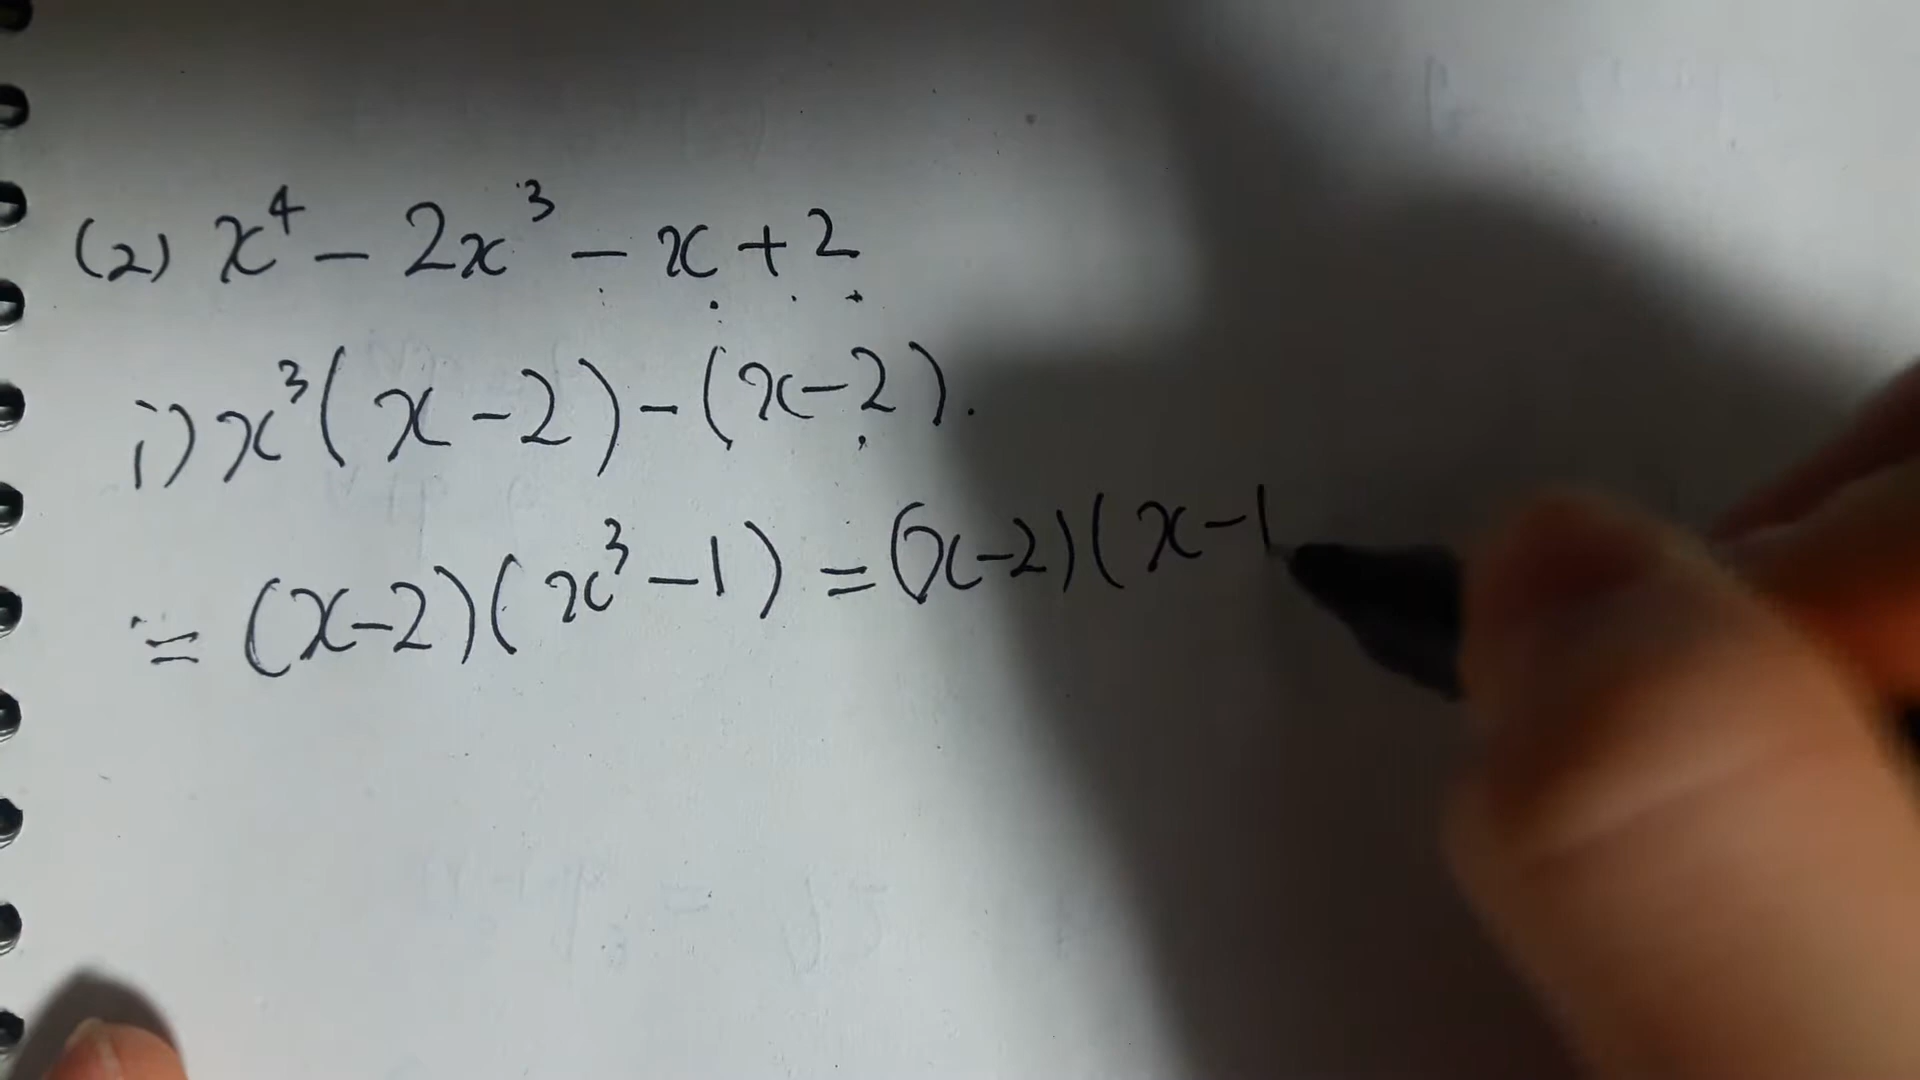 (2) x⁴ - 2x³ - x + 2
i) x³(x-2)-(x-2).
= (x-2)(x³-1) = (x-2)(x-1